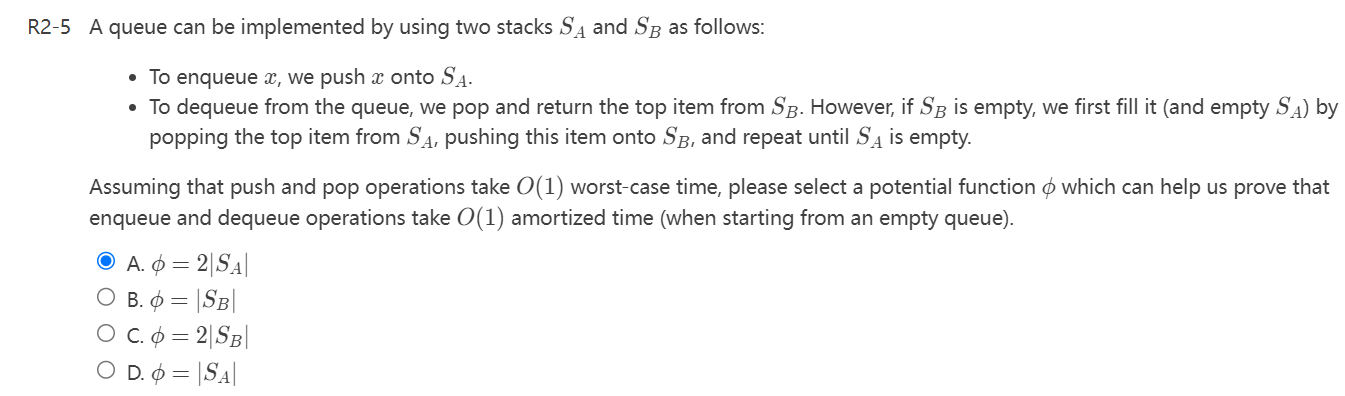 R2-5 A queue can be implemented by using two stacks S_A and S_B as follows:
• To enqueue x, we push x onto S_A.
• To dequeue from the queue, we pop and return the top item from S_B. However, if S_B is empty, we first fill it (and empty S_A) by
popping the top item from S_A, pushing this item onto S_B, and repeat until S_A is empty.
Assuming that push and pop operations take O(1) worst-case time, please select a potential function ϕ which can help us prove that
enqueue and dequeue operations take O(1) amortized time (when starting from an empty queue).
A. ϕ = 2|S_A|
B. ϕ = |S_B|
C. ϕ = 2|S_B|
D. ϕ = |S_A|